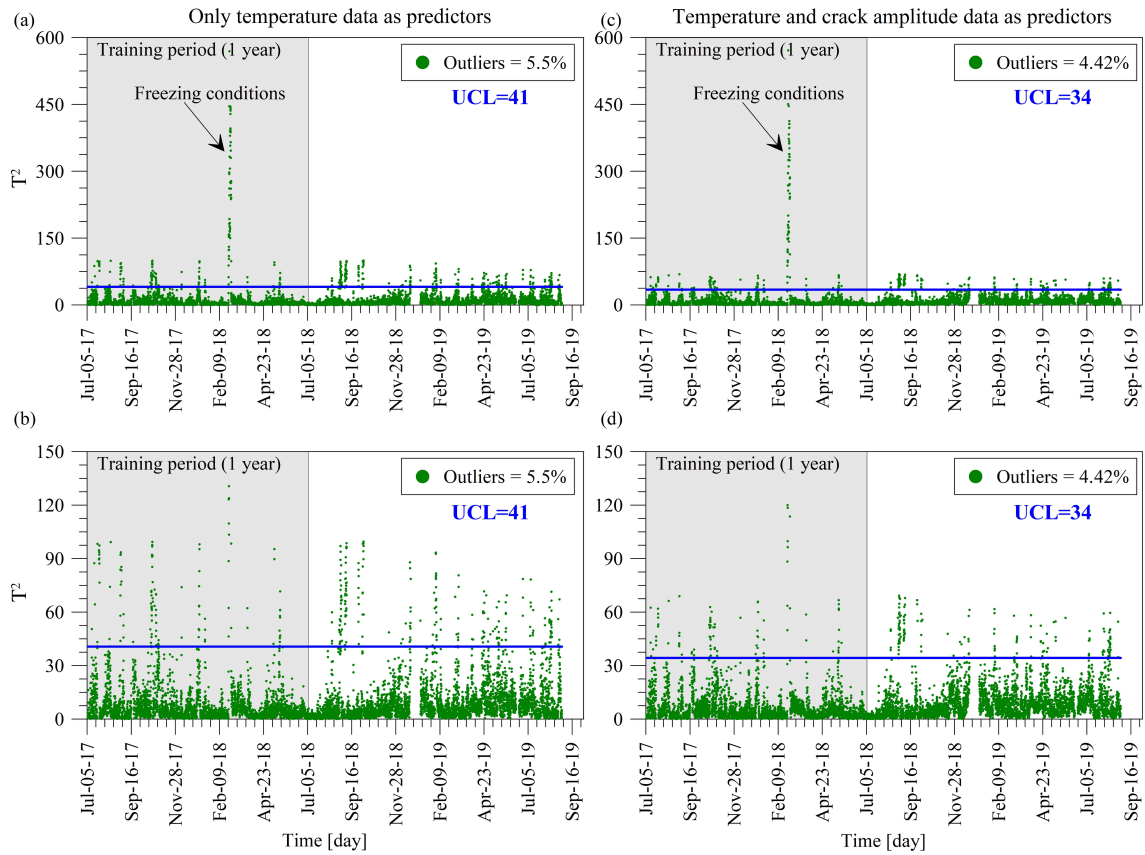 (a)
Only temperature data as predictors
600
450
300
150
0
T²
Training period (1 year)
Freezing conditions
Outliers = 5.5%
UCL=41
Jul-05-17
Sep-16-17
Nov-28-17
Feb-09-18
Apr-23-18
Jul-05-18
Sep-16-18
Nov-28-18
Feb-09-19
Apr-23-19
Jul-05-19
Sep-16-19
(c)
Temperature and crack amplitude data as predictors
600
450
300
150
0
Training period (1 year)
Freezing conditions
Outliers = 4.42%
UCL=34
Jul-05-17
Sep-16-17
Nov-28-17
Feb-09-18
Apr-23-18
Jul-05-18
Sep-16-18
Nov-28-18
Feb-09-19
Apr-23-19
Jul-05-19
Sep-16-19
(b)
150
120
90
60
30
0
T²
Training period (1 year)
Outliers = 5.5%
UCL=41
Jul-05-17
Sep-16-17
Nov-28-17
Feb-09-18
Apr-23-18
Jul-05-18
Sep-16-18
Nov-28-18
Feb-09-19
Apr-23-19
Jul-05-19
Sep-16-19
Time [day]
(d)
150
120
90
60
30
0
Training period (1 year)
Outliers = 4.42%
UCL=34
Jul-05-17
Sep-16-17
Nov-28-17
Feb-09-18
Apr-23-18
Jul-05-18
Sep-16-18
Nov-28-18
Feb-09-19
Apr-23-19
Jul-05-19
Sep-16-19
Time [day]